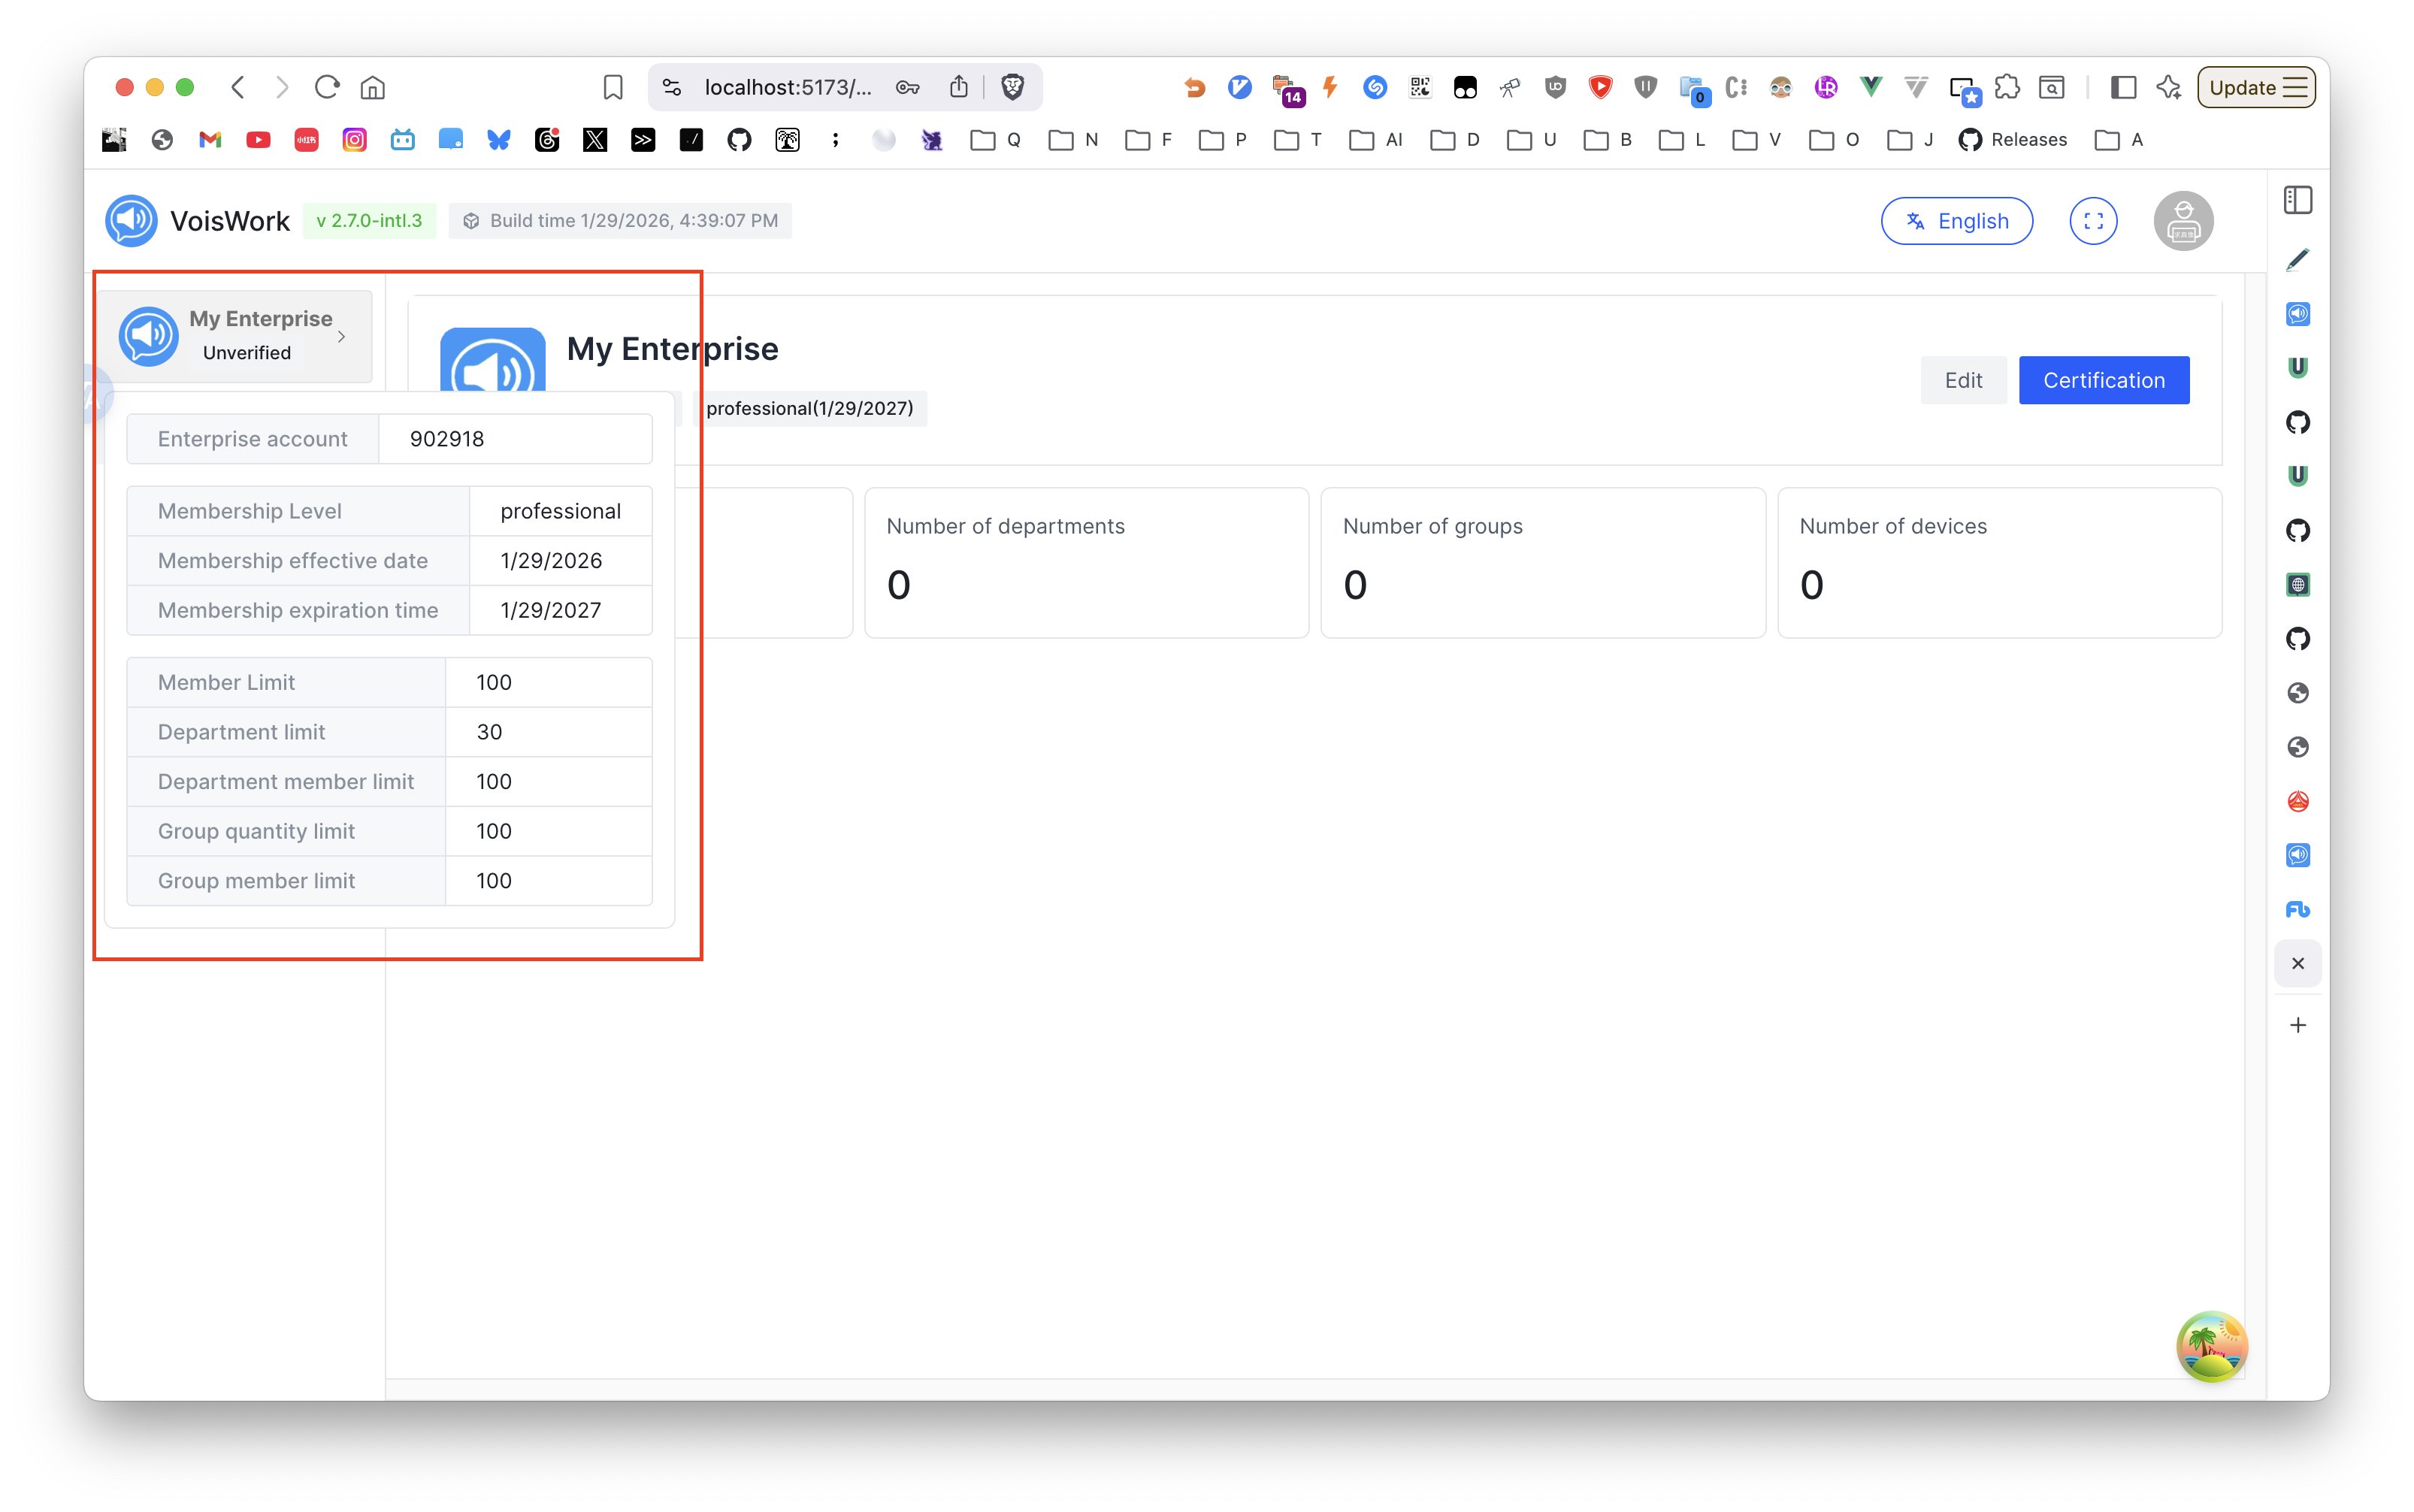 localhost:5173/...
14
0
Update
Q
N
F
P
T
AI
D
U
B
L
V
O
J
Releases
A
VoisWork
v 2.7.0-intl.3
Build time 1/29/2026, 4:39:07 PM
English
My Enterprise
Unverified
My Enterprise
professional(1/29/2027)
Edit
Certification
Enterprise account 902918
Membership Level professional
Membership effective date 1/29/2026
Membership expiration time 1/29/2027
Member Limit 100
Department limit 30
Department member limit 100
Group quantity limit 100
Group member limit 100
Number of departments
0
Number of groups
0
Number of devices
0